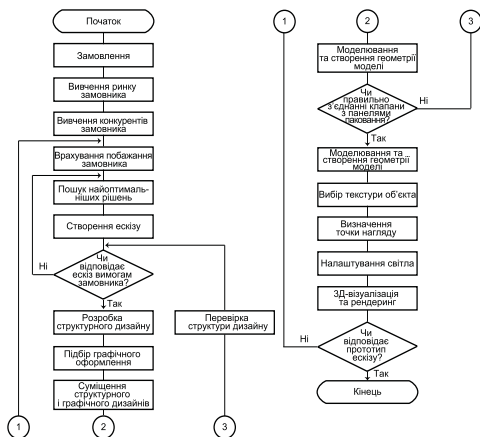 Початок
Замовлення
Вивчення ринку
замовника
Вивчення конкурентів
замовника
Врахування побажання
замовника
Пошук найоптималь-
ніших рішень
Створення ескізу
Чи
відповідає
ескіз вимогам
замовника?
Ні
Так
Розробка
структурного дизайну
Підбір графічного
оформлення
Суміщення
структурного
і графічного дизайнів
1
2
Перевірка
структури дизайну
3
1
2
3
Моделювання
та створення геометрії
моделі
Чи
правильно
з'єднанні клапани
з панелями
паковання?
Ні
Так
Моделювання та
створення геометрії
моделі
Вибір текстури об'єкта
Визначення
точки нагляду
Налаштування світла
3Д-візуалізація
та рендеринг
Чи
відповідає
прототип
ескізу?
Ні
Так
Кінець